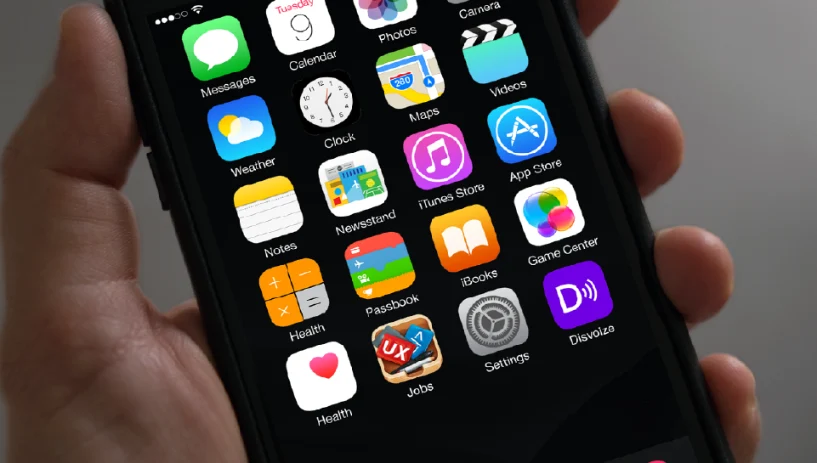 Tuesday
9
Messages
Calendar
Photos
Camera
280
Weather
Clock
Maps
Videos
Notes
Newsstand
iTunes Store
App Store
Health
Passbook
iBooks
Game Center
UX
Health
Jobs
Settings
D
Disvoize